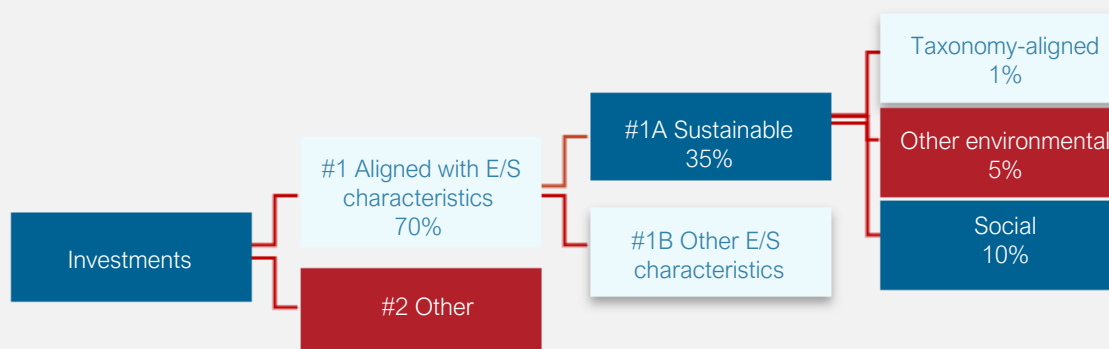 Investments
#1 Aligned with E/S
characteristics
70%
#2 Other
#1A Sustainable
35%
#1B Other E/S
characteristics
Taxonomy-aligned
1%
Other environmental
5%
Social
10%